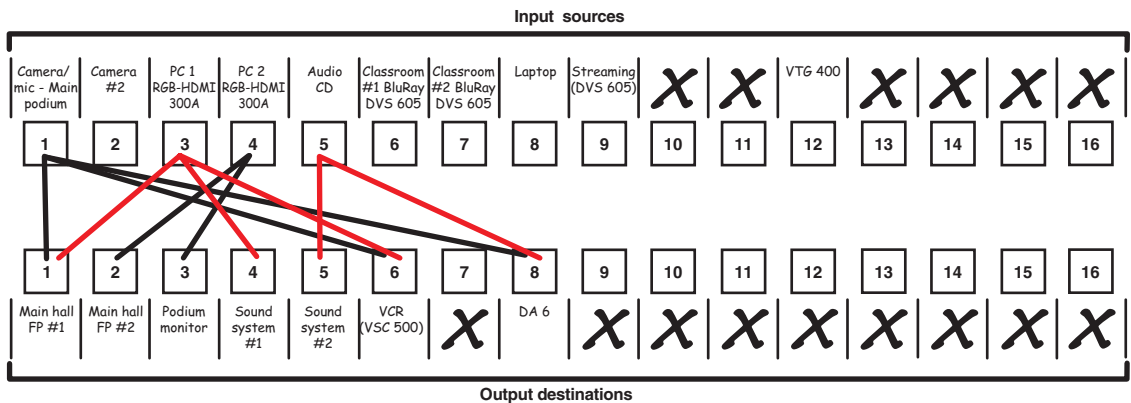 Input sources
Camera/
mic - Main
podium
Camera
#2
PC 1
RGB-HDMI
300A
PC 2
RGB-HDMI
300A
Audio
CD
Classroom
#1 BluRay
DVS 605
Classroom
#2 BluRay
DVS 605
Laptop
Streaming
(DVS 605)
X
X
VTG 400
X
X
X
X
1 2 3 4 5 6 7 8 9 10 11 12 13 14 15 16
1 2 3 4 5 6 7 8 9 10 11 12 13 14 15 16
Main hall
FP #1
Main hall
FP #2
Podium
monitor
Sound
system
#1
Sound
system
#2
VCR
(VSC 500)
X
DA 6
X
X
X
X
X
X
X
X
Output destinations